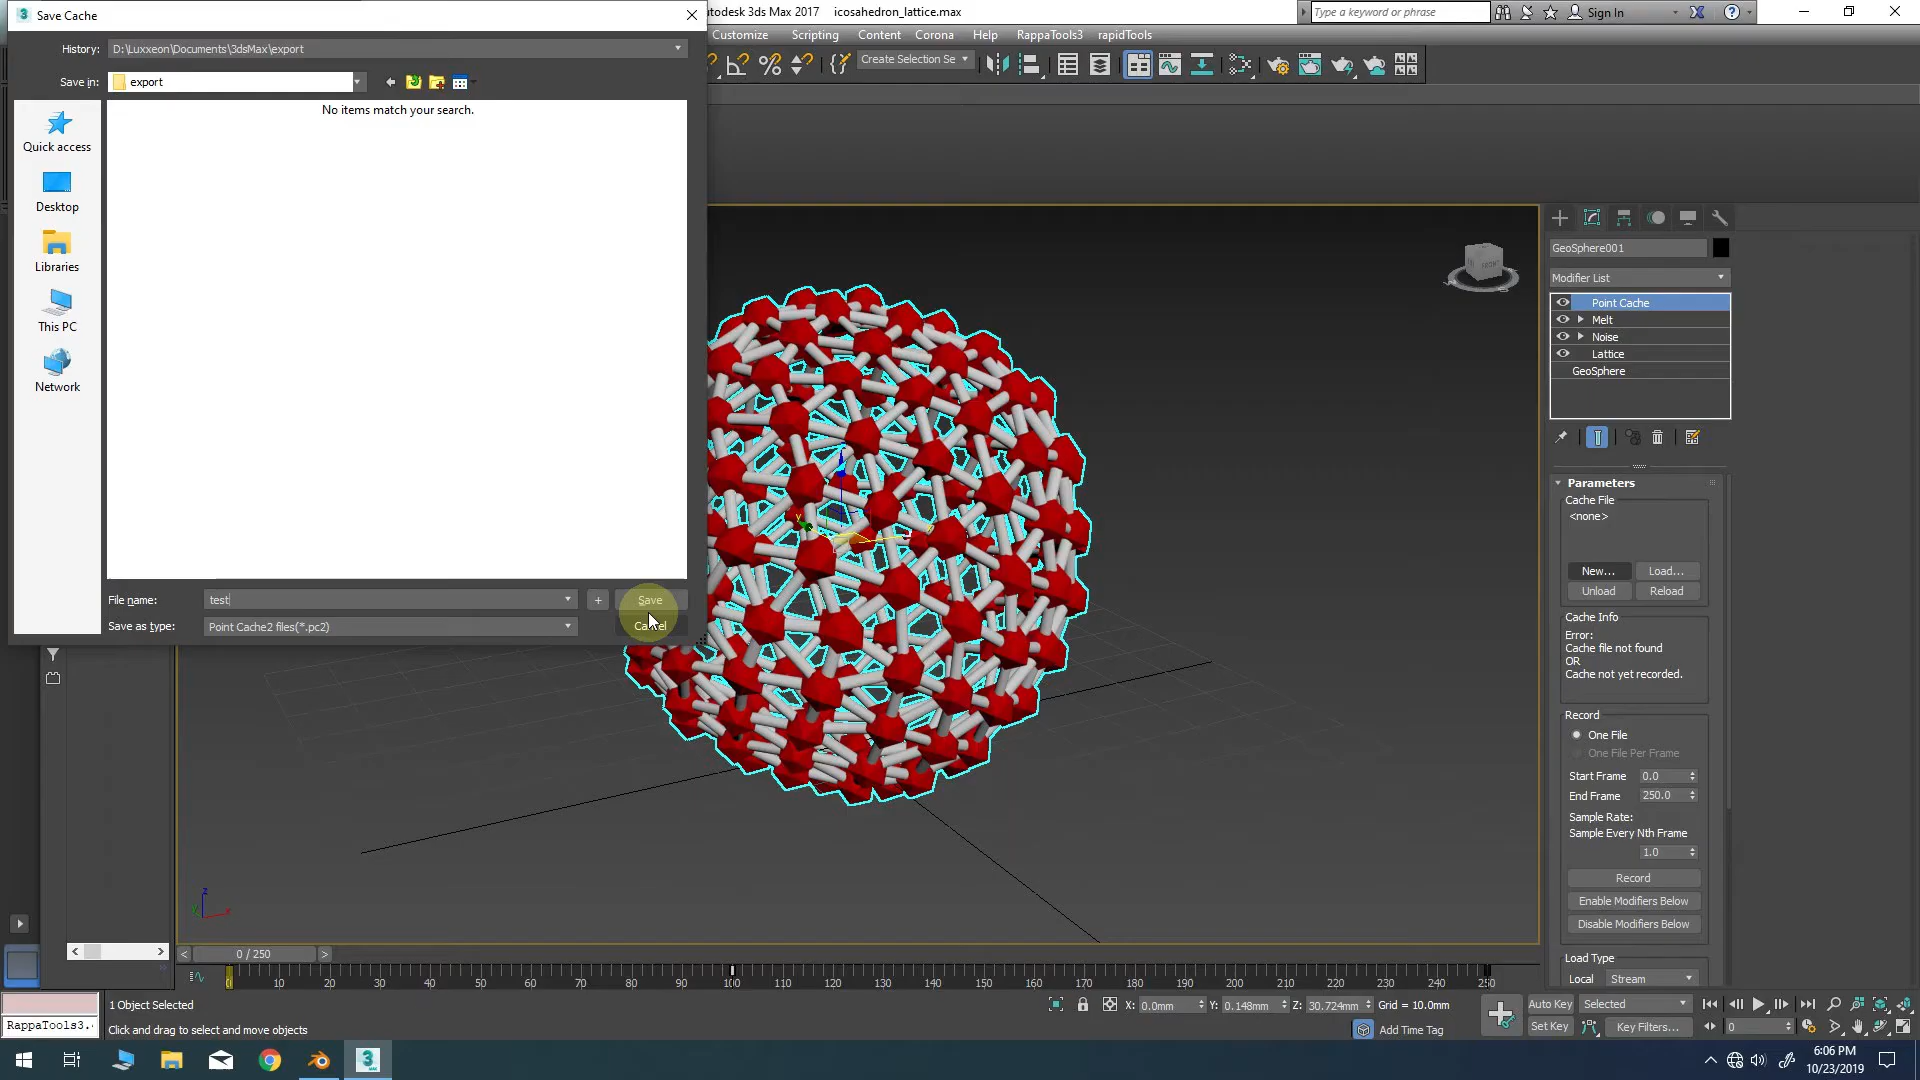 Save Cache
Autodesk 3ds Max 2017 icosahedron_lattice.max
Type a keyword or phrase
Sign In
History: D:\Luxxeon\Documents\3dsMax\export
Customize Scripting Content Corona Help RappaTools3 rapidTools
Save in: export
Create Selection Se
No items match your search.
Quick access
Desktop
Libraries
This PC
Network
File name: test
+
Save
Save as type: Point Cache2 files(*.pc2)
Cancel
FRONT
GeoSphere001
Modifier List
Point Cache
Melt
Noise
Lattice
GeoSphere
Parameters
Cache File
<none>
New... Load...
Unload Reload
Cache Info
Error:
Cache file not found
OR
Cache not yet recorded.
Record
One File
One File Per Frame
Start Frame 0.0
End Frame 250.0
Sample Rate:
Sample Every Nth Frame
1.0
Record
Enable Modifiers Below
Disable Modifiers Below
Load Type
Local Stream
z
y
x
< 0 / 250 >
0 10 20 30 40 50 60 70 80 90 100 110 120 130 140 150 160 170 180 190 200 210 220 230 240 250
1 Object Selected
X: 0.0mm Y: 0.148mm Z: 30.724mm Grid = 10.0mm
Auto Key Selected
RappaTools3.
Click and drag to select and move objects
Add Time Tag
Set Key Key Filters...
0
3
MAX
6:06 PM
10/23/2019